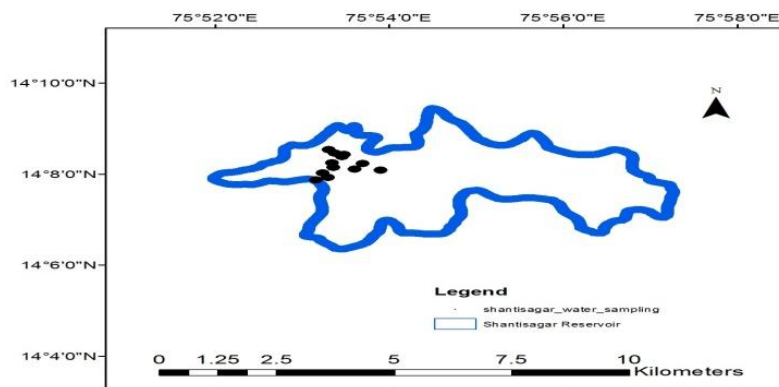 75°52'0"E 75°54'0"E 75°56'0"E 75°58'0"E
14°10'0"N
N
14°8'0"N
14°6'0"N
Legend
shantisagar_water_sampling
Shantisagar Reservoir
14°4'0"N
0 1.25 2.5 5 7.5 10
Kilometers